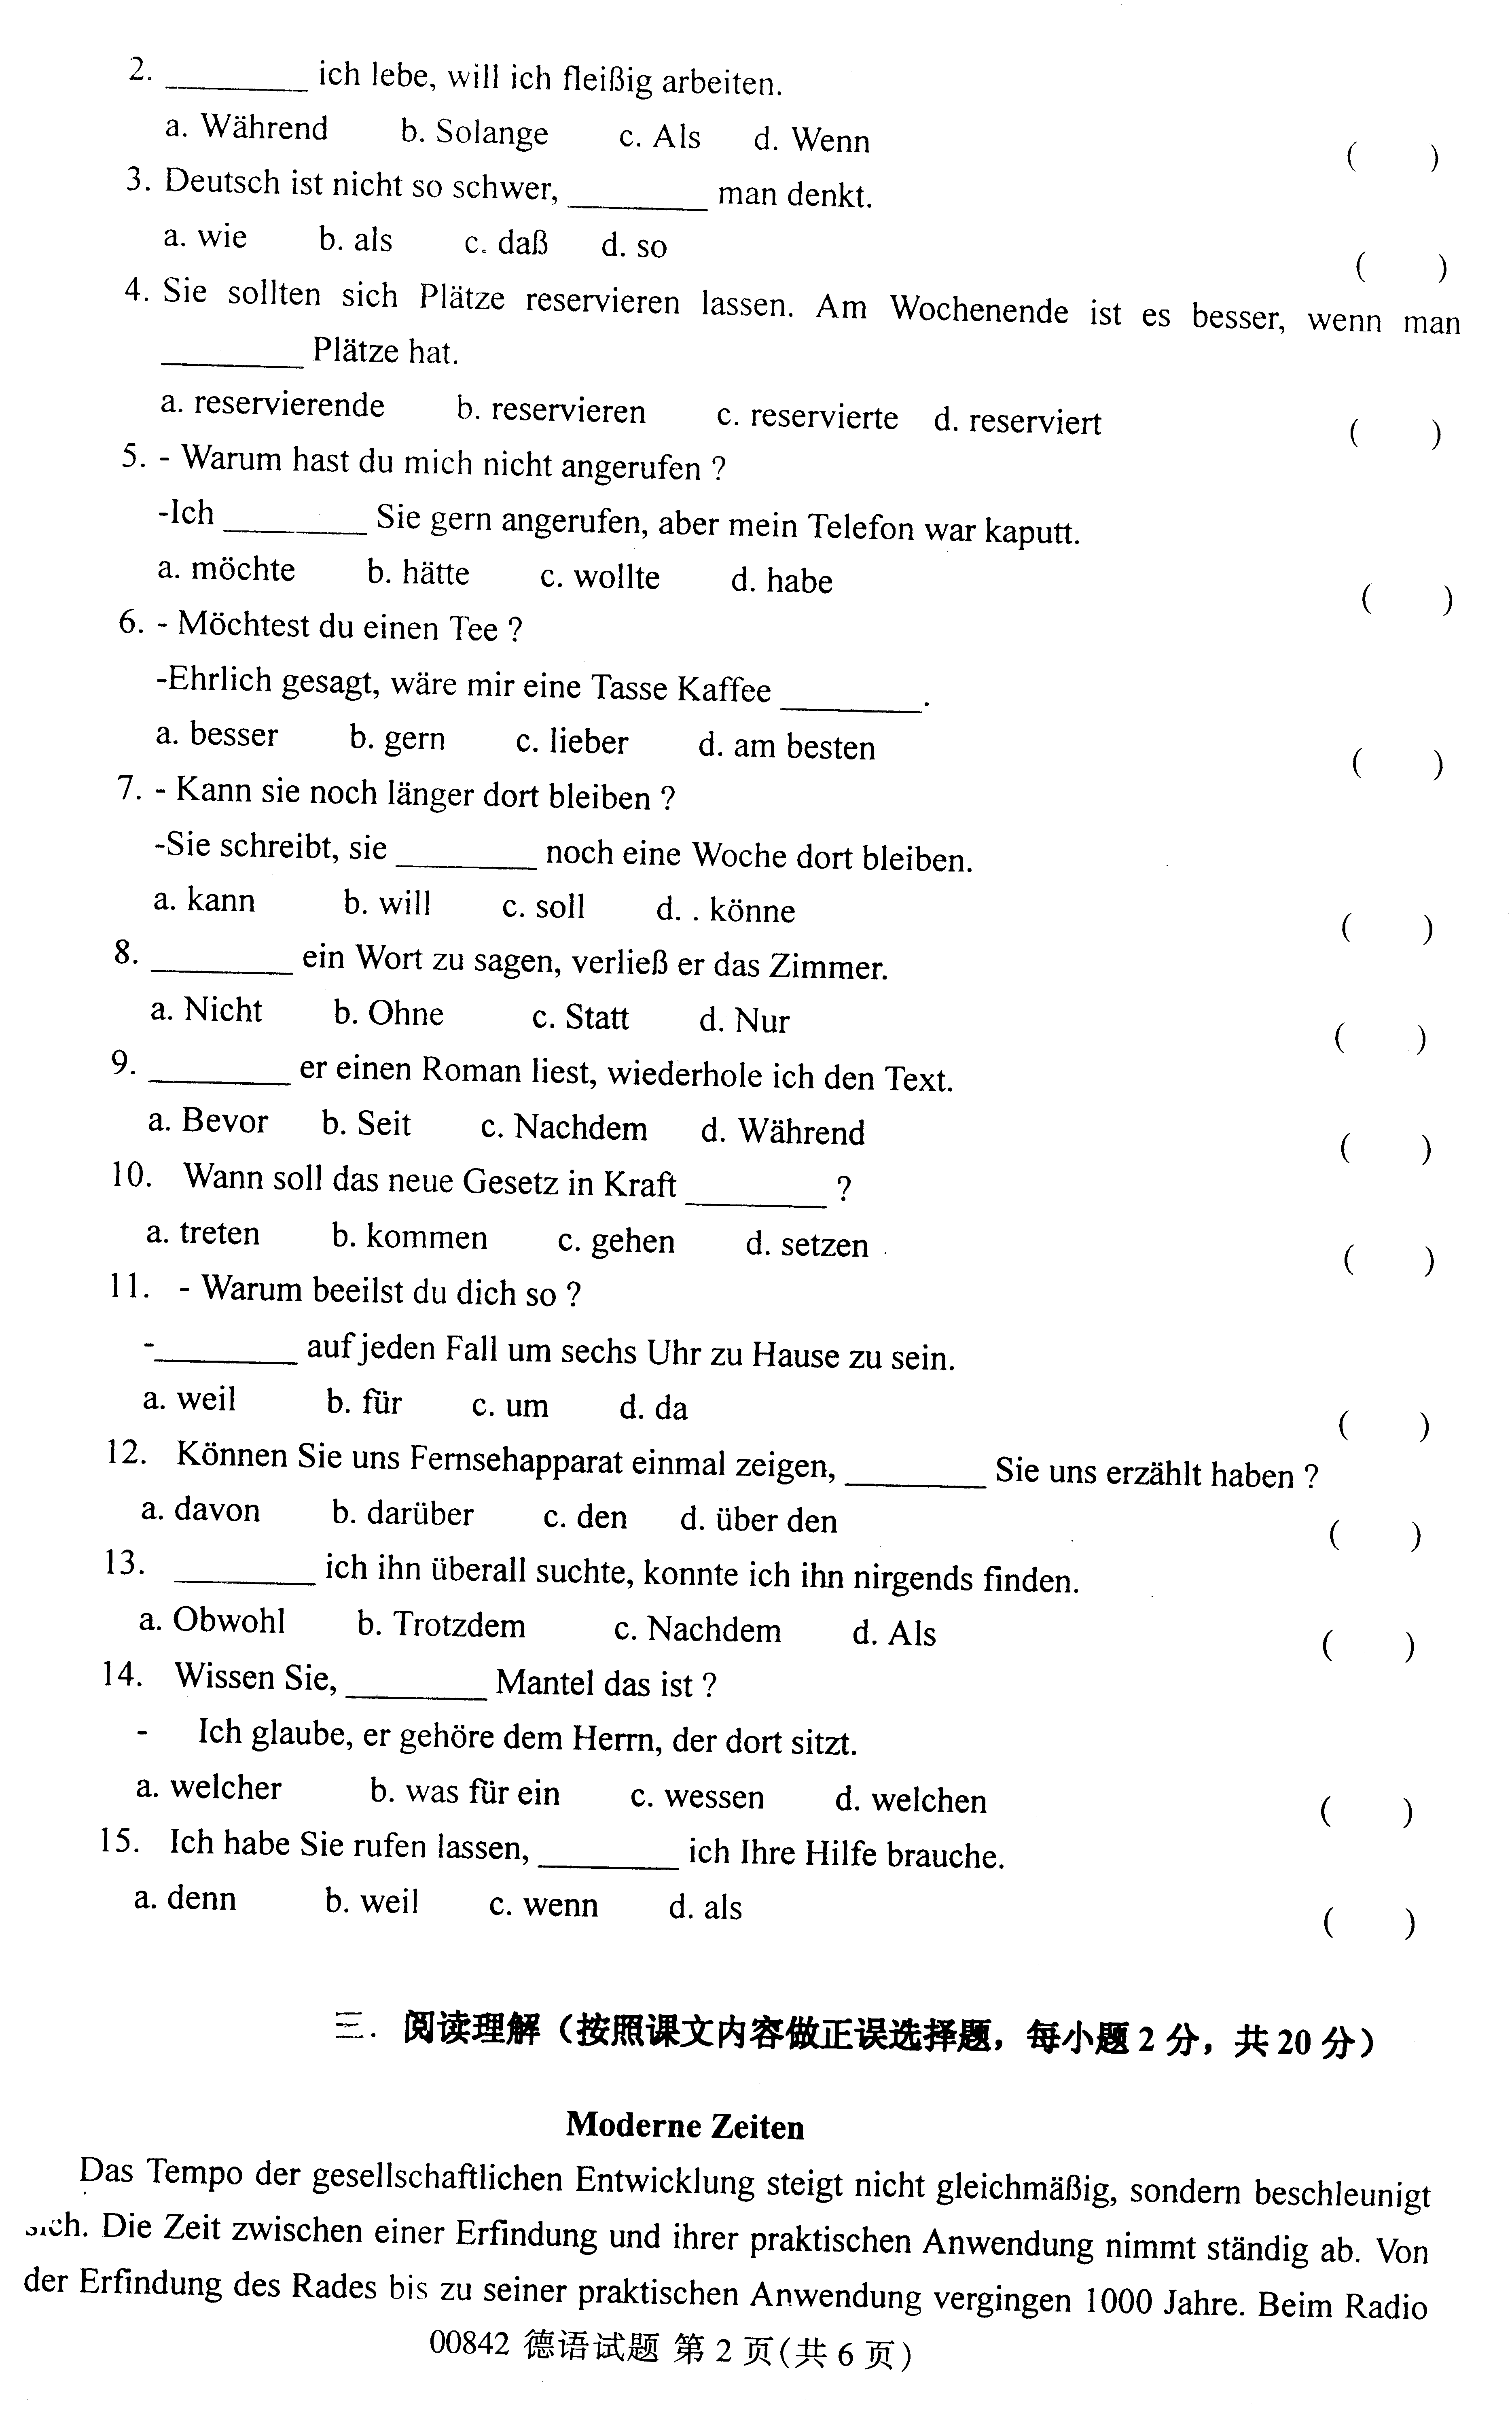 2. ________ ich lebe, will ich fleißig arbeiten.
a. Während b. Solange c. Als d. Wenn ( )
3. Deutsch ist nicht so schwer, ________ man denkt.
a. wie b. als c. daß d. so ( )
4. Sie sollten sich Plätze reservieren lassen. Am Wochenende ist es besser, wenn man
________ Plätze hat.
a. reservierende b. reservieren c. reservierte d. reserviert ( )
5. - Warum hast du mich nicht angerufen ?
-Ich ________ Sie gern angerufen, aber mein Telefon war kaputt.
a. möchte b. hätte c. wollte d. habe ( )
6. - Möchtest du einen Tee ?
-Ehrlich gesagt, wäre mir eine Tasse Kaffee ________.
a. besser b. gern c. lieber d. am besten ( )
7. - Kann sie noch länger dort bleiben ?
-Sie schreibt, sie ________ noch eine Woche dort bleiben.
a. kann b. will c. soll d. . könne ( )
8. ________ ein Wort zu sagen, verließ er das Zimmer.
a. Nicht b. Ohne c. Statt d. Nur ( )
9. ________ er einen Roman liest, wiederhole ich den Text.
a. Bevor b. Seit c. Nachdem d. Während ( )
10. Wann soll das neue Gesetz in Kraft ________ ?
a. treten b. kommen c. gehen d. setzen ( )
11. - Warum beeilst du dich so ?
-________ auf jeden Fall um sechs Uhr zu Hause zu sein.
a. weil b. für c. um d. da ( )
12. Können Sie uns Fernsehapparat einmal zeigen, ________ Sie uns erzählt haben ?
a. davon b. darüber c. den d. über den ( )
13. ________ ich ihn überall suchte, konnte ich ihn nirgends finden.
a. Obwohl b. Trotzdem c. Nachdem d. Als ( )
14. Wissen Sie, ________ Mantel das ist ?
- Ich glaube, er gehöre dem Herrn, der dort sitzt.
a. welcher b. was für ein c. wessen d. welchen ( )
15. Ich habe Sie rufen lassen, ________ ich Ihre Hilfe brauche.
a. denn b. weil c. wenn d. als ( )
三. 阅读理解（按照课文内容做正误选择题，每小题 2 分，共 20 分）
Moderne Zeiten
Das Tempo der gesellschaftlichen Entwicklung steigt nicht gleichmäßig, sondern beschleunigt
sich. Die Zeit zwischen einer Erfindung und ihrer praktischen Anwendung nimmt ständig ab. Von
der Erfindung des Rades bis zu seiner praktischen Anwendung vergingen 1000 Jahre. Beim Radio
00842 德语试题 第 2 页(共 6 页)